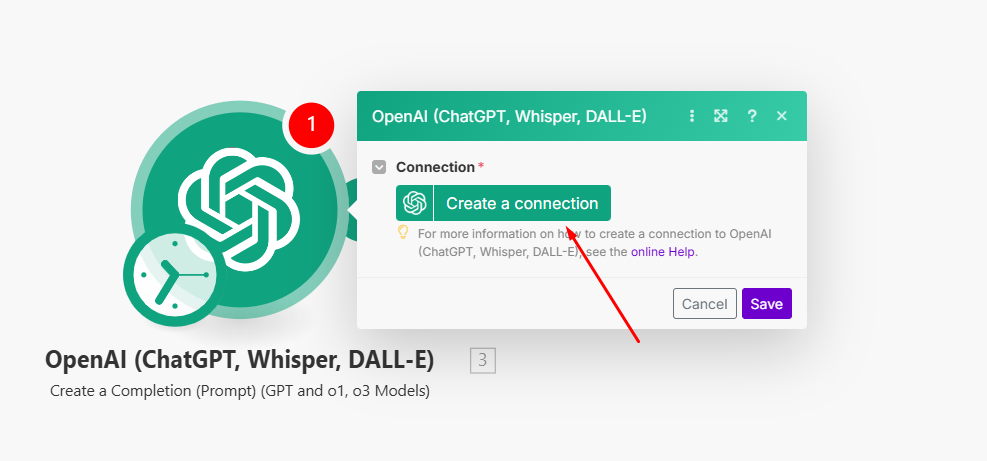 1
OpenAI (ChatGPT, Whisper, DALL-E)
?
Connection *
Create a connection
For more information on how to create a connection to OpenAI
(ChatGPT, Whisper, DALL-E), see the online Help.
Cancel
Save
OpenAI (ChatGPT, Whisper, DALL-E)
3
Create a Completion (Prompt) (GPT and o1, o3 Models)